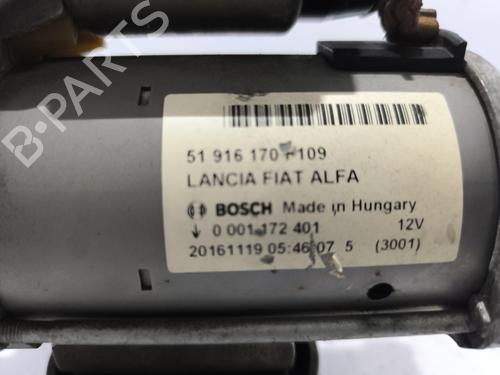 B-PARTS
51 916 170 F109
LANCIA FIAT ALFA
BOSCH Made in Hungary
0 001 172 401 12V
20161119 05:46 07 5 (3001)